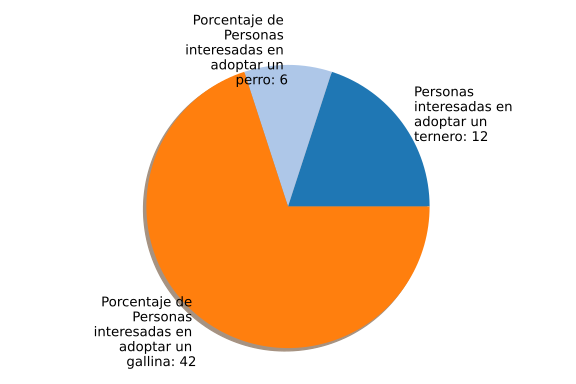 Porcentaje de
Personas
interesadas en
adoptar un
perro: 6
Personas
interesadas en
adoptar un
ternero: 12
Porcentaje de
Personas
interesadas en
adoptar un
gallina: 42